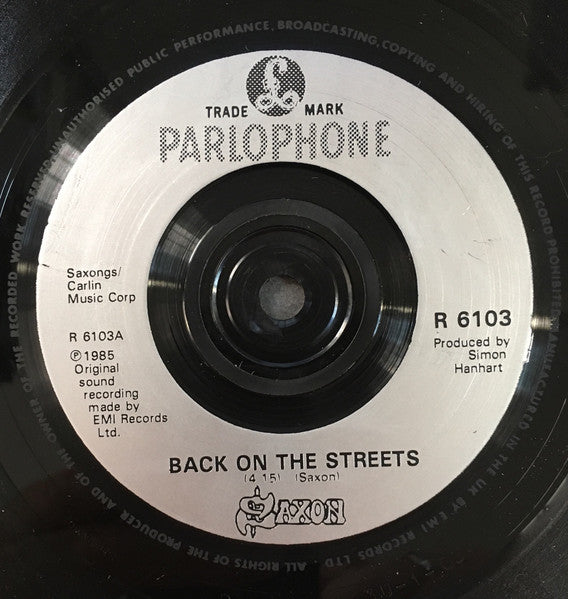 TRADE MARK
PARLOPHONE
Saxongs/
Carlin
Music Corp
R 6103A
Ⓟ1985
Original
sound
recording
made by
EMI Records
Ltd.
R 6103
Produced by
Simon
Hanhart
BACK ON THE STREETS
(4.15) (Saxon)
SAXON
ALL RIGHTS OF THE PRODUCER AND OF THE OWNER OF THE RECORDED WORK RESERVED. UNAUTHORISED PUBLIC PERFORMANCE, BROADCASTING, COPYING AND HIRING OF THIS RECORD PROHIBITED. MANUFACTURED IN THE UK BY EMI RECORDS LTD.